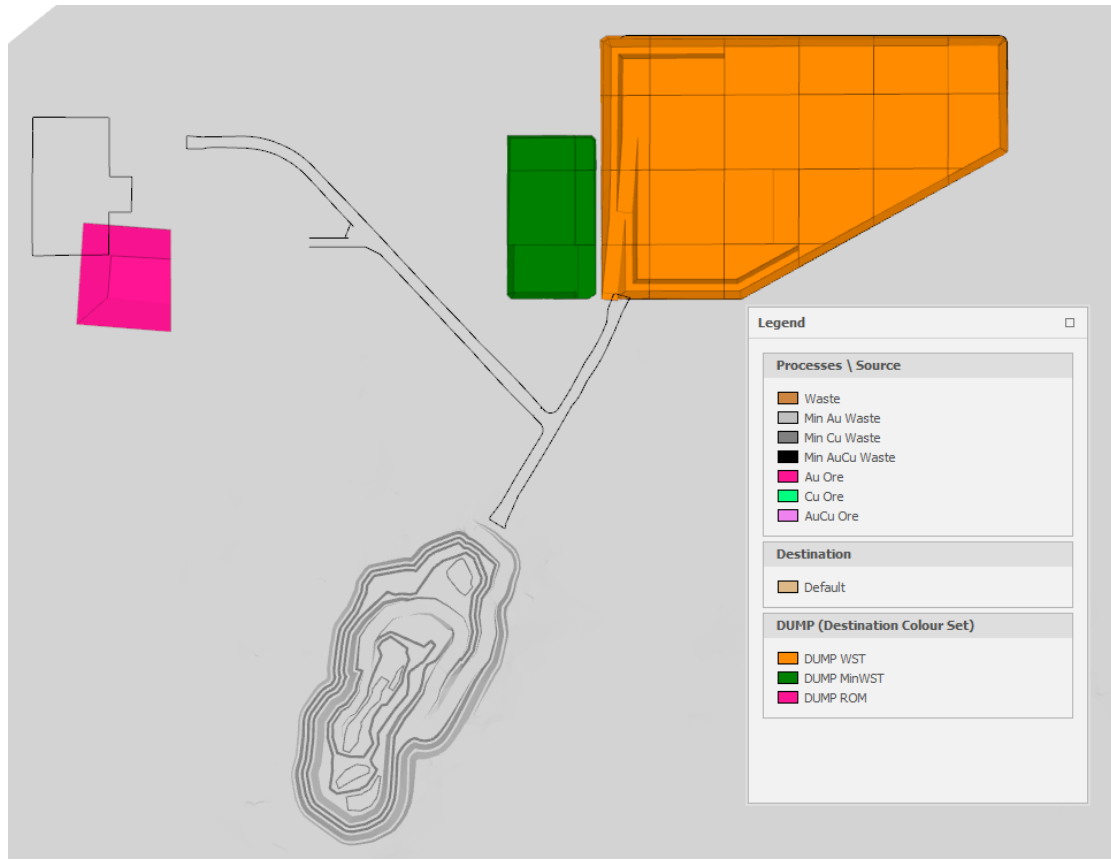 Legend
Processes \ Source
Waste
Min Au Waste
Min Cu Waste
Min AuCu Waste
Au Ore
Cu Ore
AuCu Ore
Destination
Default
DUMP (Destination Colour Set)
DUMP WST
DUMP MinWST
DUMP ROM